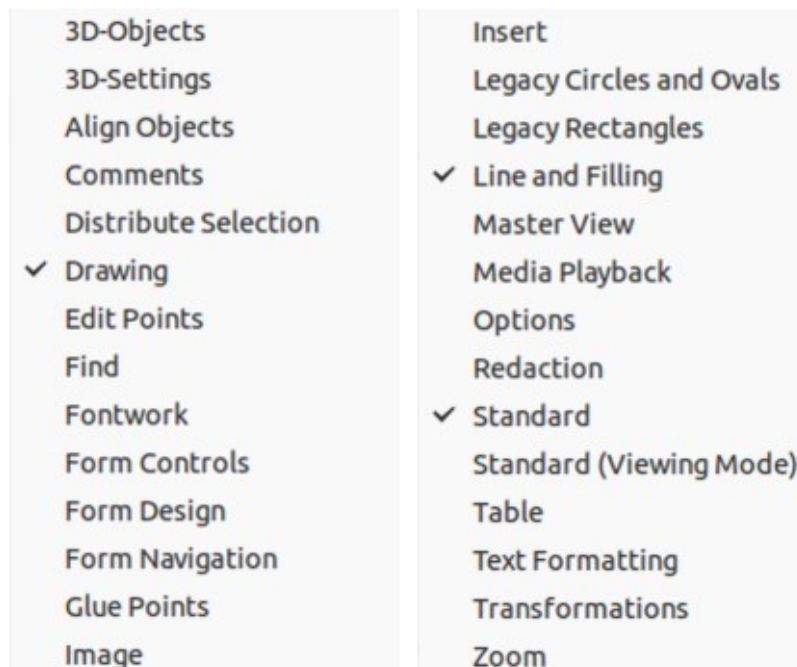 3D-Objects
3D-Settings
Align Objects
Comments
Distribute Selection
✓ Drawing
Edit Points
Find
Fontwork
Form Controls
Form Design
Form Navigation
Glue Points
Image
Insert
Legacy Circles and Ovals
Legacy Rectangles
✓ Line and Filling
Master View
Media Playback
Options
Redaction
✓ Standard
Standard (Viewing Mode)
Table
Text Formatting
Transformations
Zoom